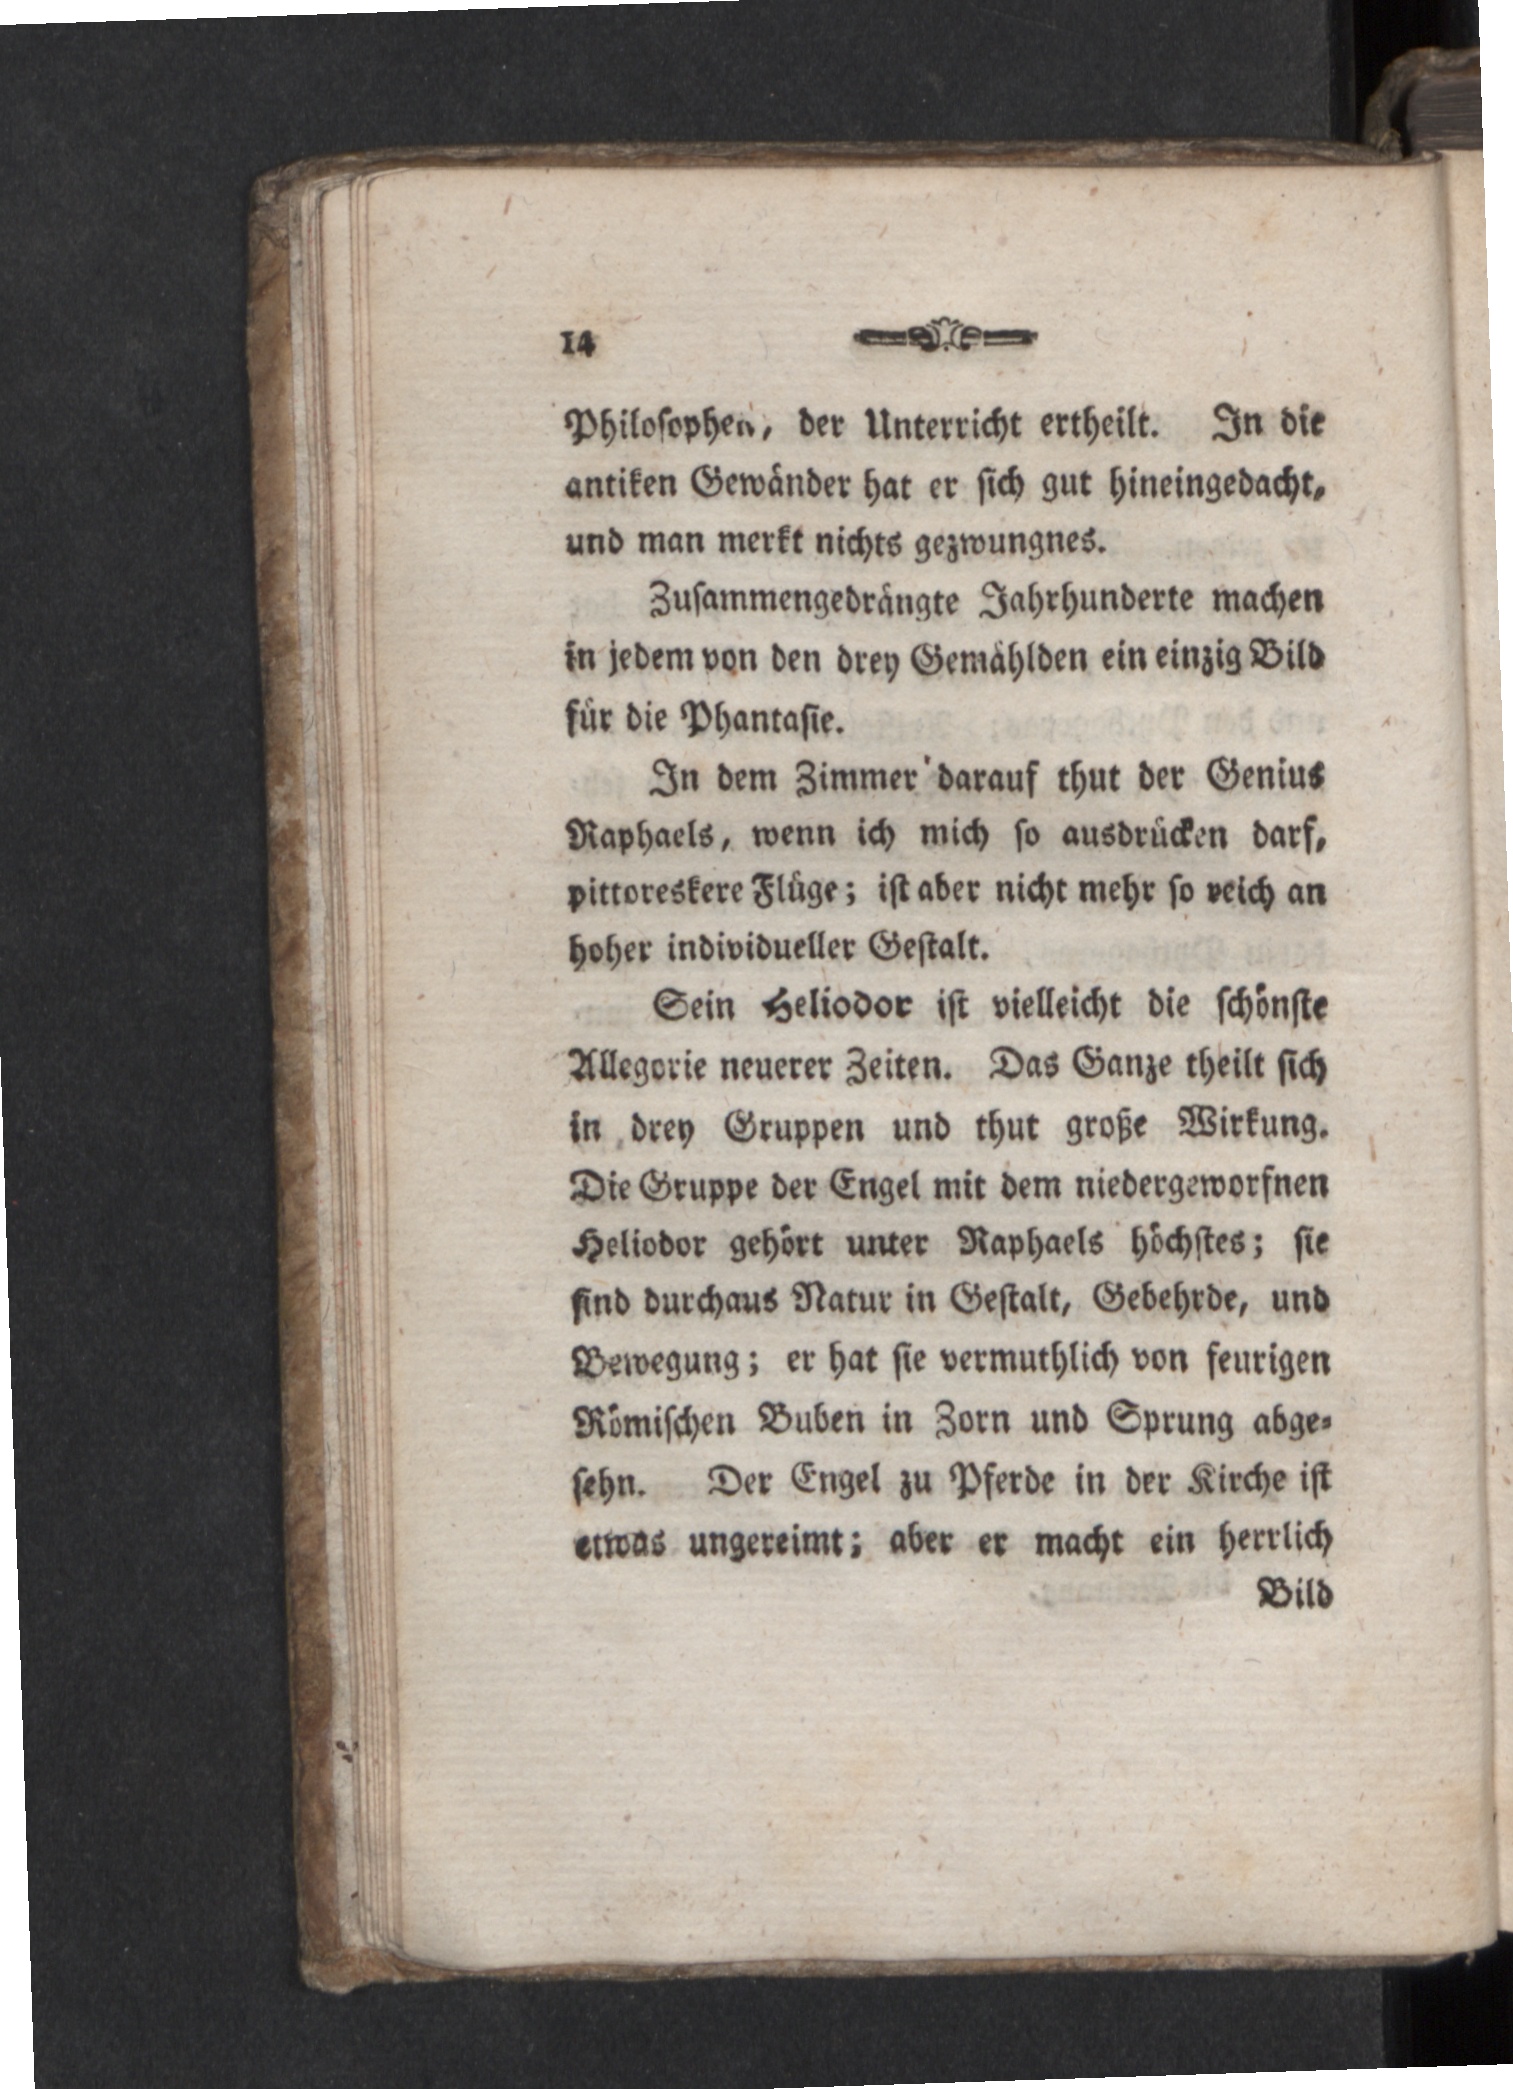 14
Philoſophen, der Unterricht ertheilt. In die
antiken Gewänder hat er ſich gut hineingedacht,
und man merkt nichts gezwungnes.
Zuſammengedrängte Jahrhunderte machen
in jedem von den drey Gemählden ein einzig Bild
für die Phantaſie.
In dem Zimmer darauf thut der Genius
Raphaels, wenn ich mich ſo ausdrücken darf,
pittoreskere Flüge; iſt aber nicht mehr ſo reich an
hoher individueller Geſtalt.
Sein Heliodor iſt vielleicht die ſchönſte
Allegorie neuerer Zeiten. Das Ganze theilt ſich
in drey Gruppen und thut große Wirkung.
Die Gruppe der Engel mit dem niedergeworfnen
Heliodor gehört unter Raphaels höchſtes; ſie
ſind durchaus Natur in Geſtalt, Gebehrde, und
Bewegung; er hat ſie vermuthlich von feurigen
Römiſchen Buben in Zorn und Sprung abge⸗
ſehn. Der Engel zu Pferde in der Kirche iſt
etwas ungereimt; aber er macht ein herrlich
Bild